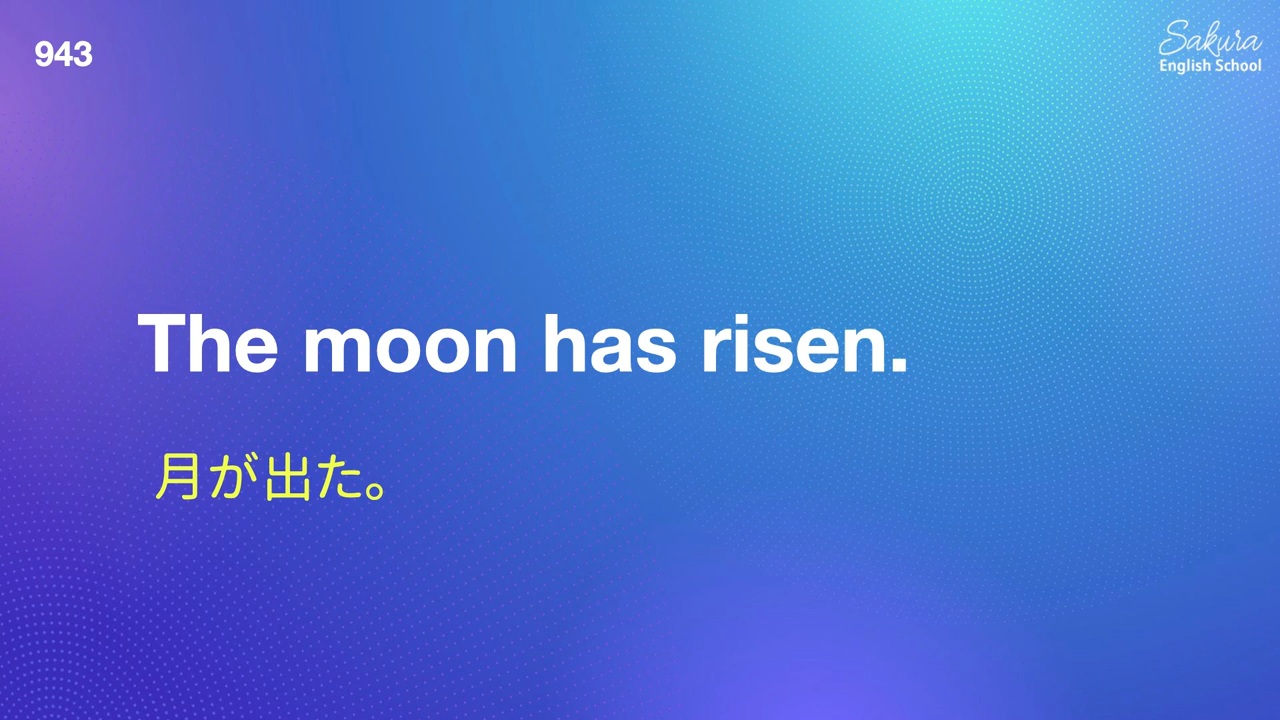 943
Sakura
English School
The moon has risen.
月が出た。